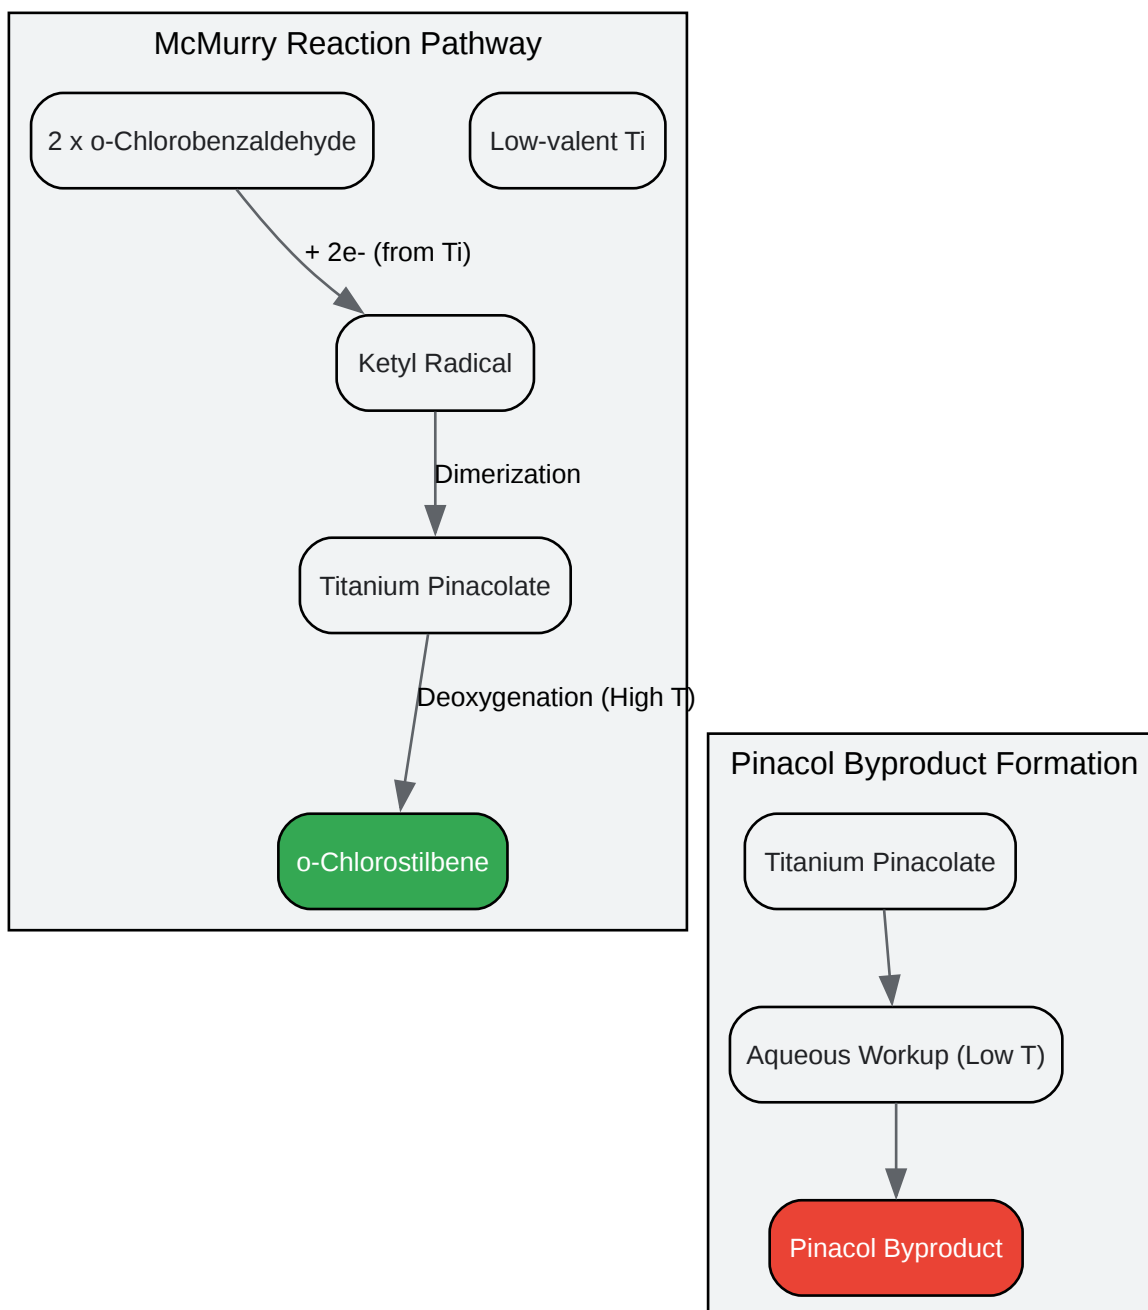 McMurry Reaction Pathway
2 x o-Chlorobenzaldehyde
Low-valent Ti
+ 2e- (from Ti)
Ketyl Radical
Dimerization
Titanium Pinacolate
Deoxygenation (High T)
o-Chlorostilbene
Pinacol Byproduct Formation
Titanium Pinacolate
Aqueous Workup (Low T)
Pinacol Byproduct